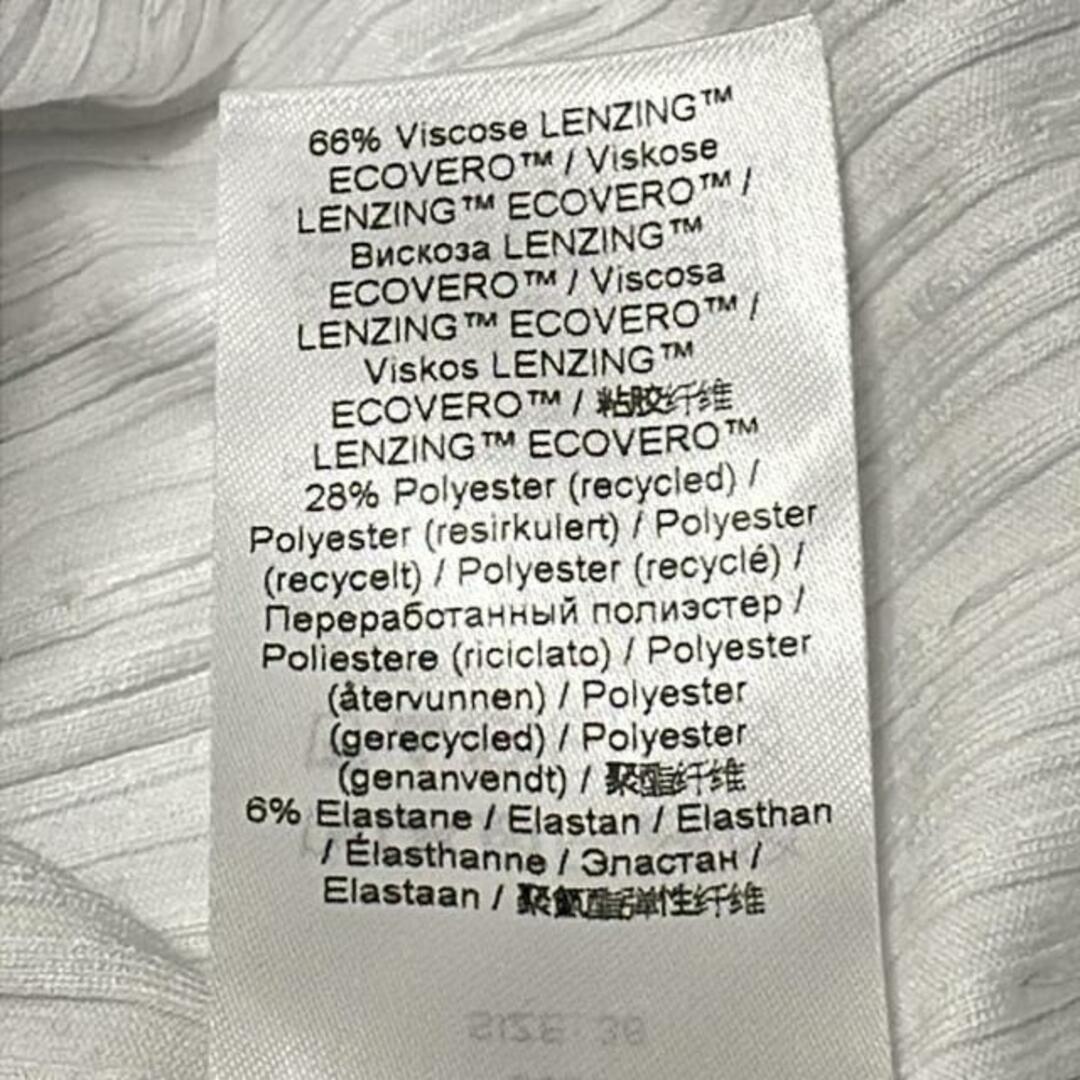 66% Viscose LENZING™
ECOVERO™ / Viskose
LENZING™ ECOVERO™ /
Вискоза LENZING™
ECOVERO™ / Viscosa
LENZING™ ECOVERO™ /
Viskos LENZING™
ECOVERO™ / 粘胶纤维
LENZING™ ECOVERO™
28% Polyester (recycled) /
Polyester (resirkulert) / Polyester
(recycelt) / Polyester (recyclé) /
Переработанный полиэстер /
Poliestere (riciclato) / Polyester
(återvunnen) / Polyester
(gerecycled) / Polyester
(genanvendt) / 聚酯纤维
6% Elastane / Elastan / Elasthan
/ Élasthanne / Эластан /
Elastaan / 聚氨酯弹性纤维
SIZE: 36